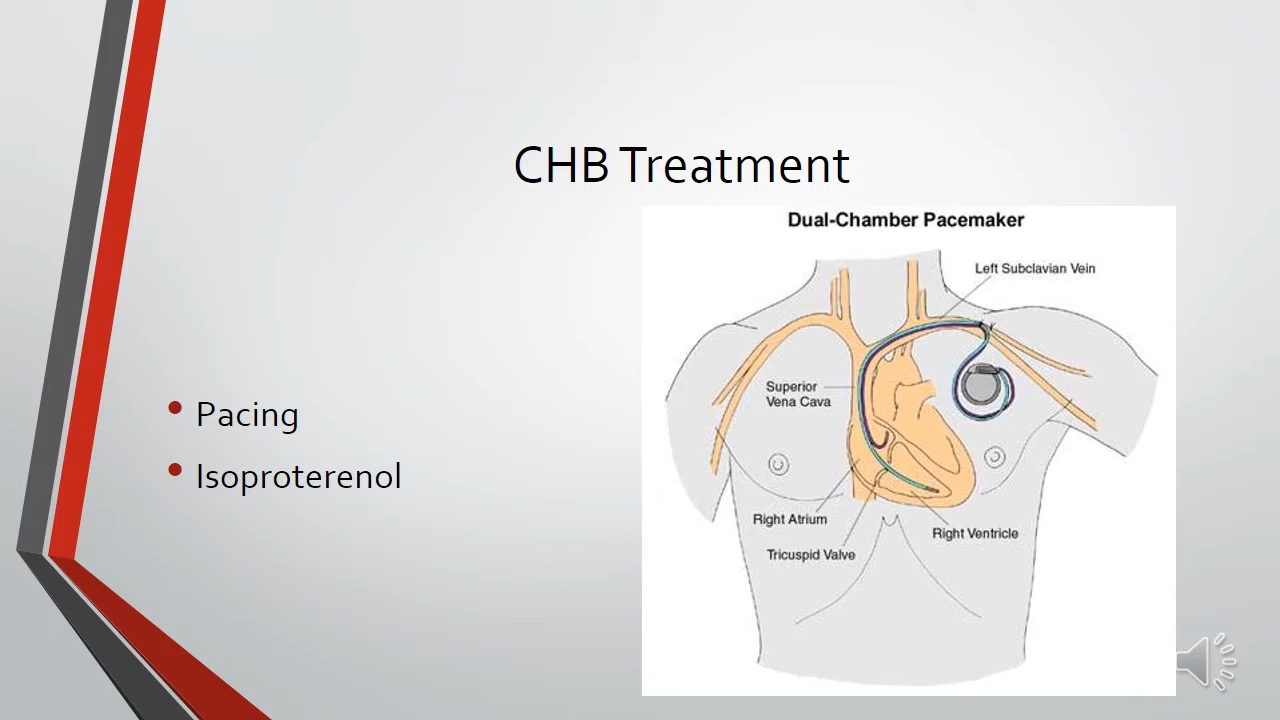 CHB Treatment
Pacing
Isoproterenol
Dual-Chamber Pacemaker
Left Subclavian Vein
Superior
Vena Cava
Right Atrium
Right Ventricle
Tricuspid Valve